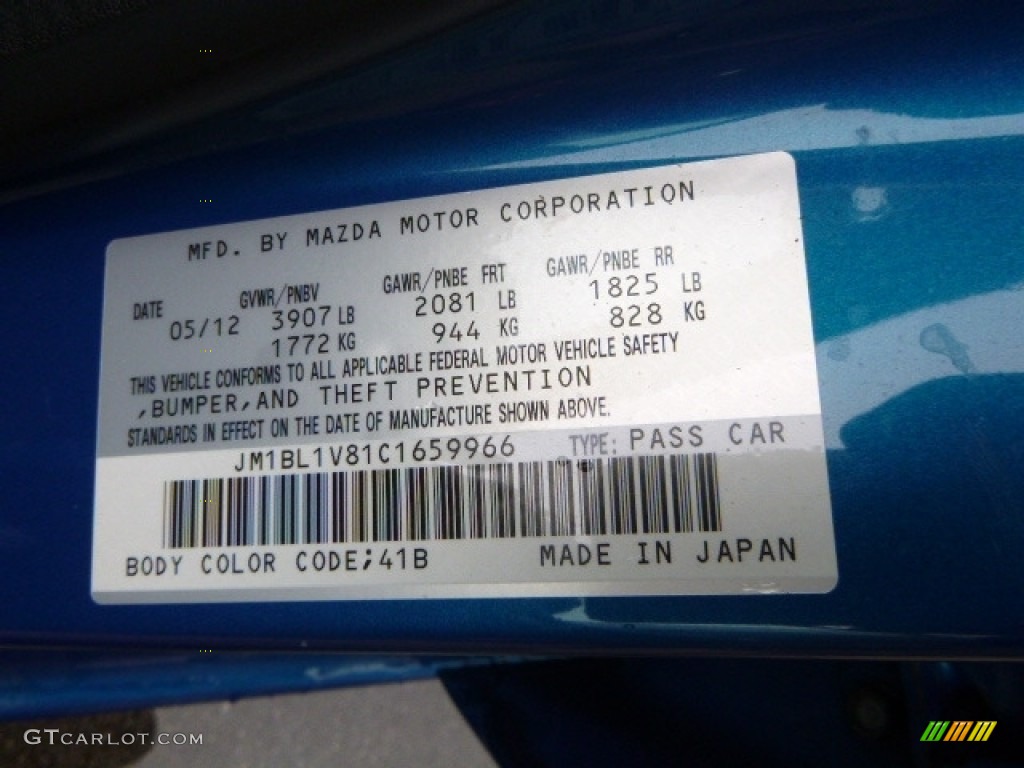 MFD. BY MAZDA MOTOR CORPORATION
DATE GVWR/PNBV GAWR/PNBE FRT GAWR/PNBE RR
05/12 3907 LB 2081 LB 1825 LB
1772 KG 944 KG 828 KG
THIS VEHICLE CONFORMS TO ALL APPLICABLE FEDERAL MOTOR VEHICLE SAFETY
,BUMPER,AND THEFT PREVENTION
STANDARDS IN EFFECT ON THE DATE OF MANUFACTURE SHOWN ABOVE.
JM1BL1V81C1659966 TYPE: PASS CAR
BODY COLOR CODE;41B MADE IN JAPAN
GTCARLOT.COM